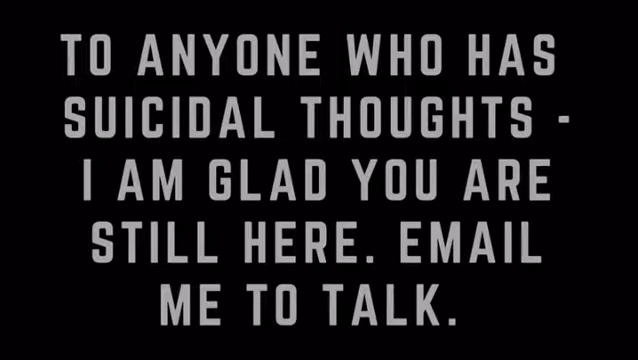 TO ANYONE WHO HAS
SUICIDAL THOUGHTS -
I AM GLAD YOU ARE
STILL HERE. EMAIL
ME TO TALK.